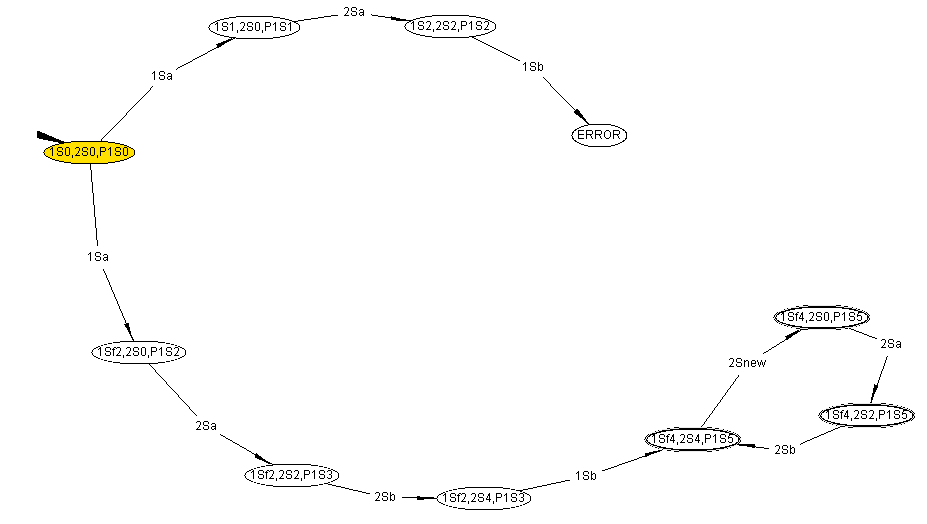 2Sa
1S1,2S0,P1S1
1S2,2S2,P1S2
1Sb
1Sa
ERROR
1S0,2S0,P1S0
1Sa
1Sf4,2S0,P1S5
2Sa
1Sf2,2S0,P1S2
2Snew
1Sf4,2S2,P1S5
2Sa
1Sf4,2S4,P1S5
2Sb
1Sf2,2S2,P1S3
1Sb
2Sb
1Sf2,2S4,P1S3